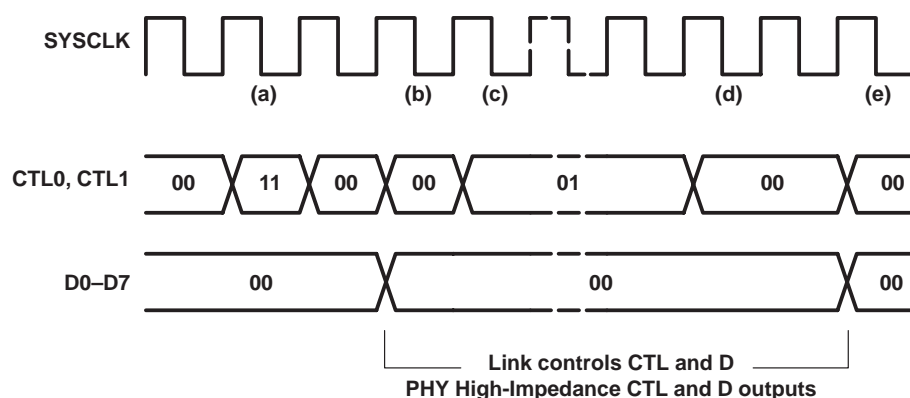 SYSCLK
(a) (b) (c) (d) (e)
CTL0, CTL1 00 11 00 00 01 00 00
D0–D7 00 00 00
Link controls CTL and D
PHY High-Impedance CTL and D outputs